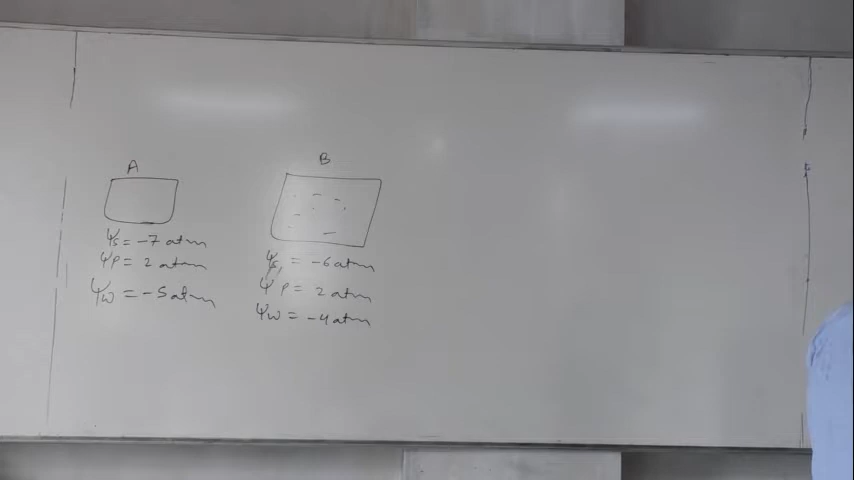 A
ψs = -7 atm
ψp = 2 atm
ψw = -5 atm
B
ψs, = -6 atm
ψp = 2 atm
ψw = -4 atm